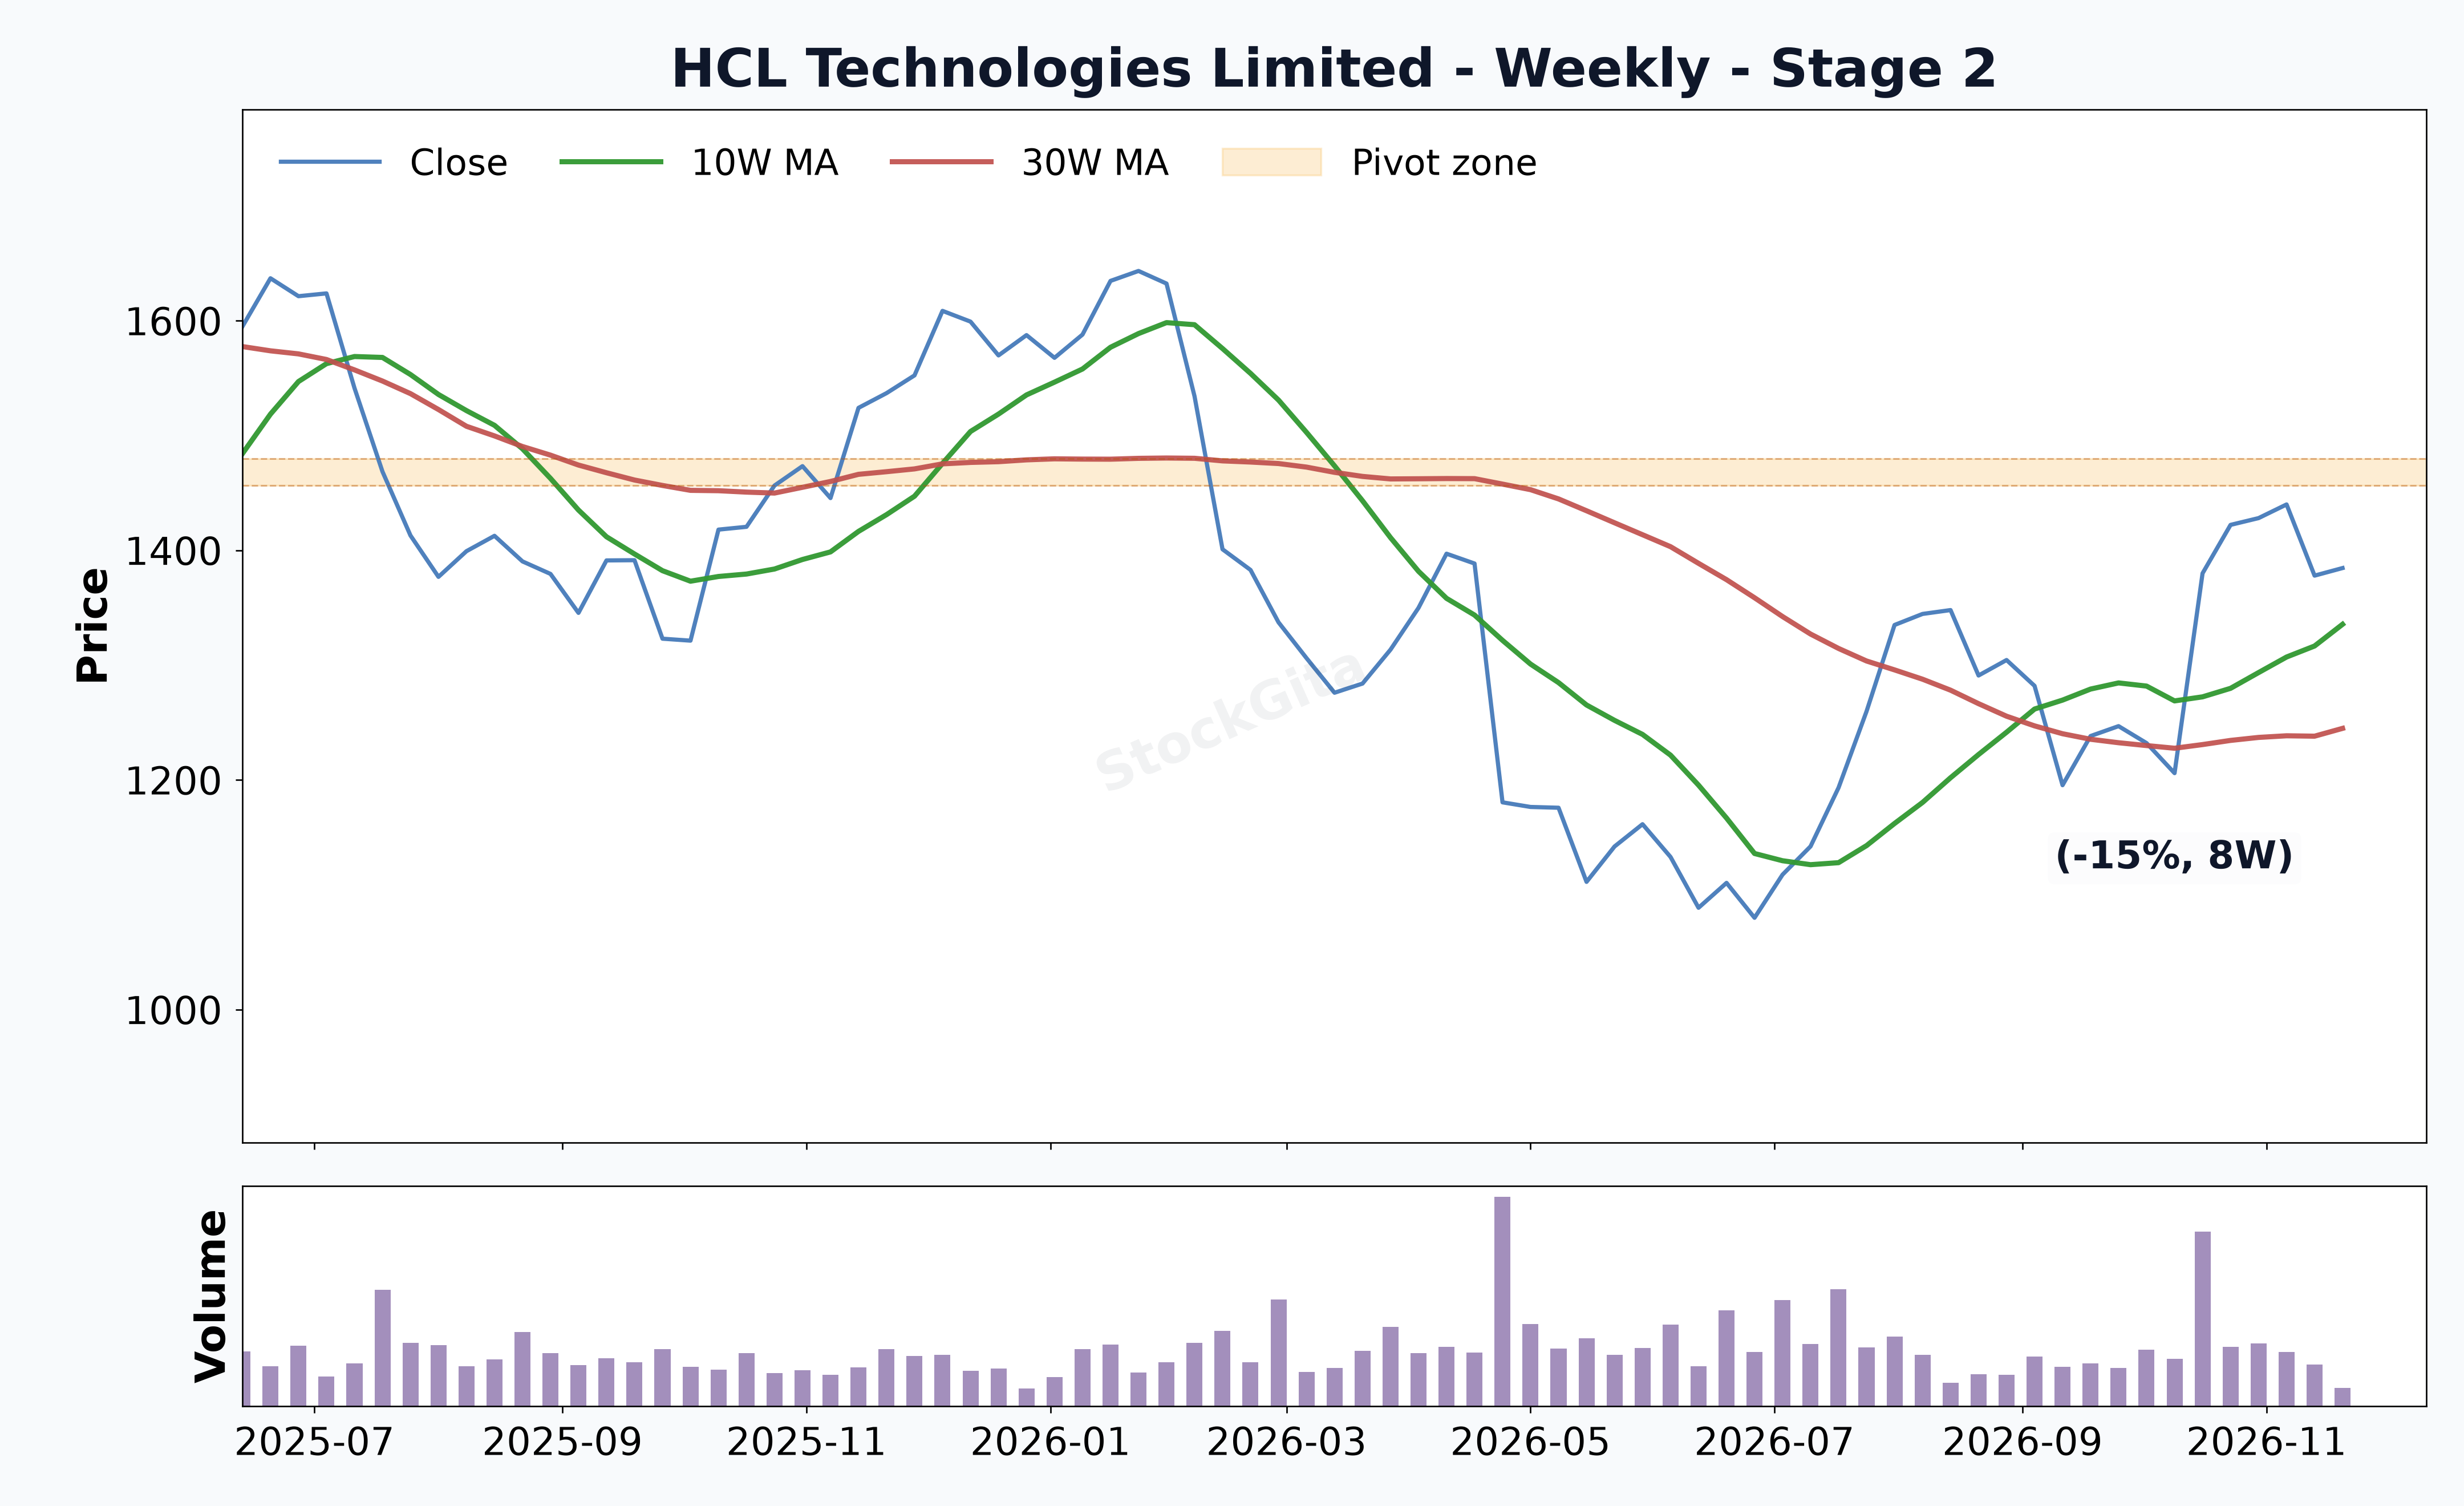 HCL Technologies Limited - Weekly - Stage 2
Close 10W MA 30W MA Pivot zone
Price
1600
1400
1200
1000
StockGita
(-15%, 8W)
Volume
2025-07 2025-09 2025-11 2026-01 2026-03 2026-05 2026-07 2026-09 2026-11